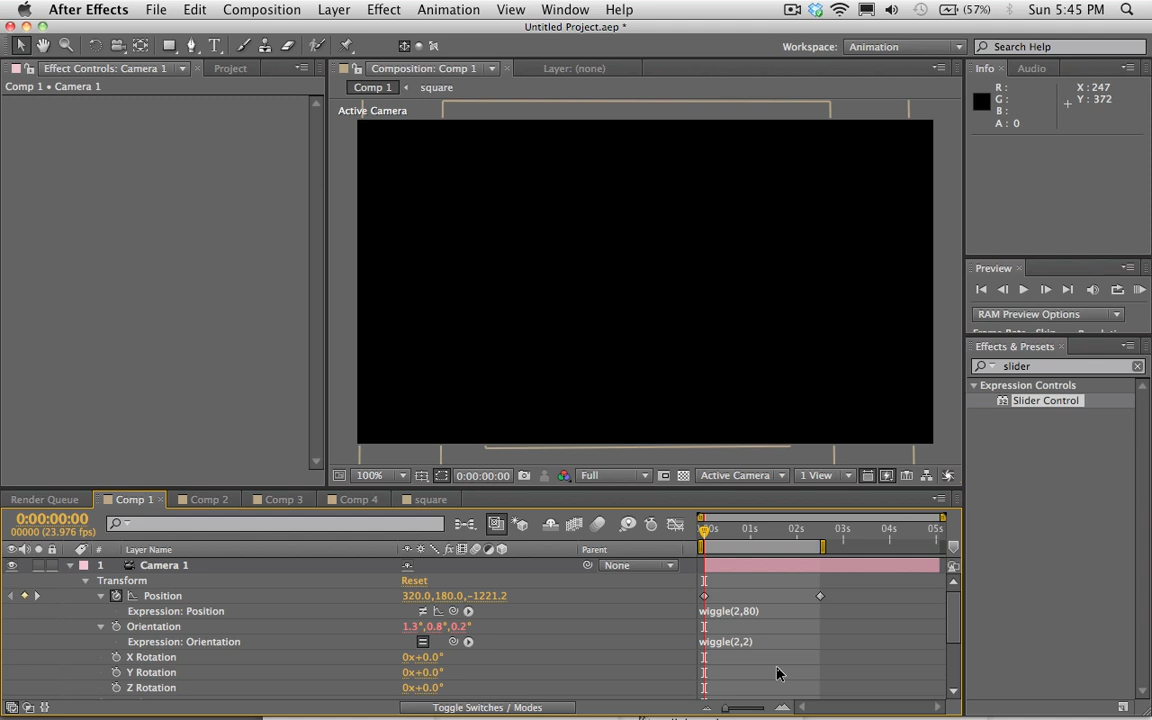 After Effects File Edit Composition Layer Effect Animation View Window Help (57%) Sun 5:45 PM
Untitled Project.aep *
Workspace: Animation Search Help
Effect Controls: Camera 1 Project Composition: Comp 1 Layer: (none) Info Audio
Comp 1 • Camera 1 Comp 1 square
R: X: 247
G: Y: 372
B:
A: 0
Active Camera
Preview
RAM Preview Options
Effects & Presets
slider
Expression Controls
Slider Control
100% 0:00:00:00 Full Active Camera 1 View
Render Queue Comp 1 Comp 2 Comp 3 Comp 4 square
0:00:00:00
00000 (23.976 fps)
01s 02s 03s 04s 05s
# Layer Name Parent
1 Camera 1 None
Transform Reset
Position 320.0,180.0,-1221.2
Expression: Position wiggle(2,80)
Orientation 1.3°,0.8°,0.2°
Expression: Orientation wiggle(2,2)
X Rotation 0x+0.0°
Y Rotation 0x+0.0°
Z Rotation 0x+0.0°
Toggle Switches / Modes